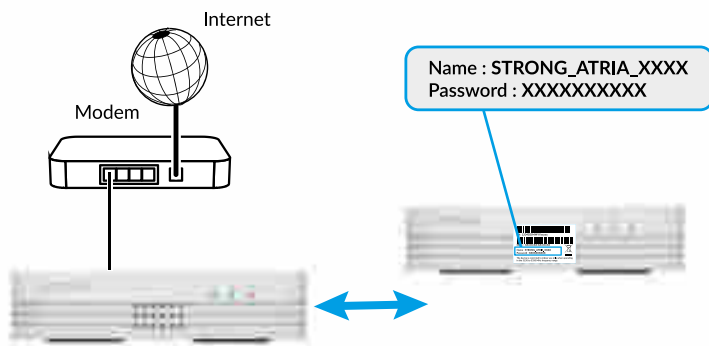 Internet
Modem
Name : STRONG_ATRIA_XXXX
Password : XXXXXXXXXX